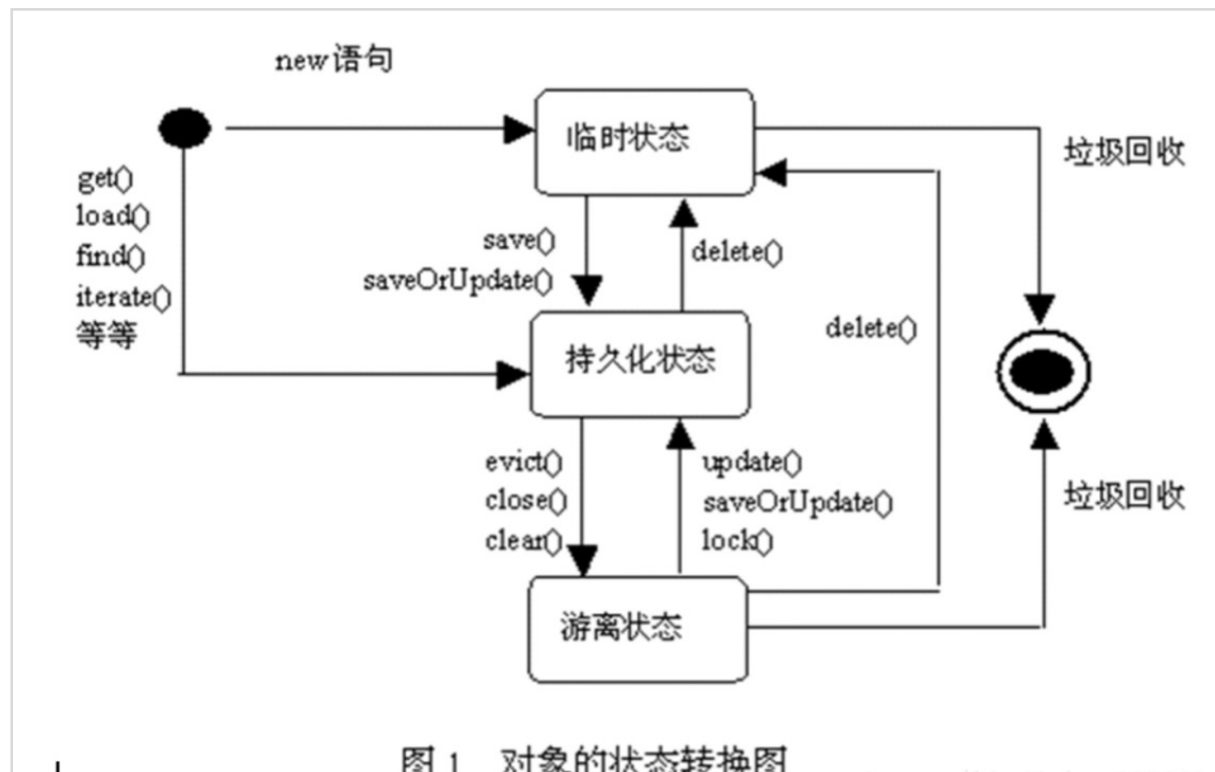 new语句
临时状态
垃圾回收
get()
load()
find()
iterate()
等等
save()
saveOrUpdate()
delete()
delete()
持久化状态
evict()
close()
clear()
update()
saveOrUpdate()
lock()
垃圾回收
游离状态
图 1 对象的状态转换图